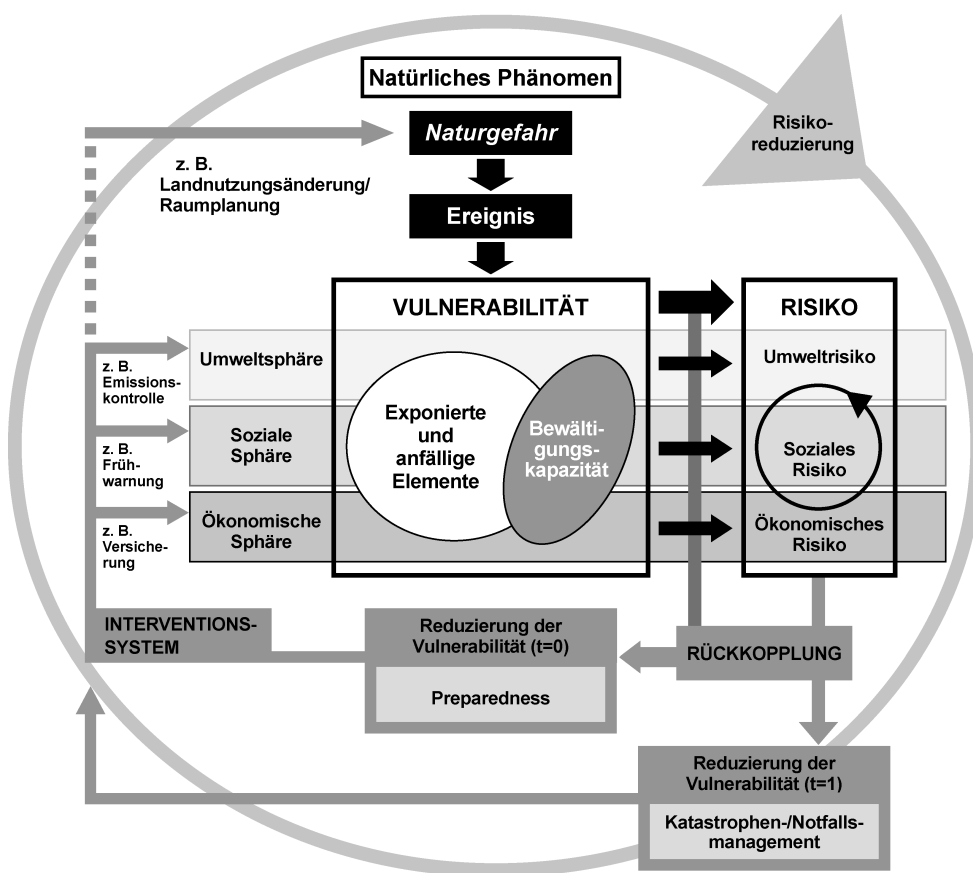 Natürliches Phänomen
Naturgefahr
Risiko-
reduzierung
z. B.
Landnutzungsänderung/
Raumplanung
Ereignis
VULNERABILITÄT
RISIKO
Umweltsphäre
Umweltrisiko
z. B.
Emissions-
kontrolle
Exponierte
und
anfällige
Elemente
Bewälti-
gungs-
kapazität
Soziale
Sphäre
Soziales
Risiko
z. B.
Früh-
warnung
Ökonomische
Sphäre
Ökonomisches
Risiko
z. B.
Versiche-
rung
INTERVENTIONS-
SYSTEM
Reduzierung der
Vulnerabilität (t=0)
Preparedness
RÜCKKOPPLUNG
Reduzierung der
Vulnerabilität (t=1)
Katastrophen-/Notfalls-
management